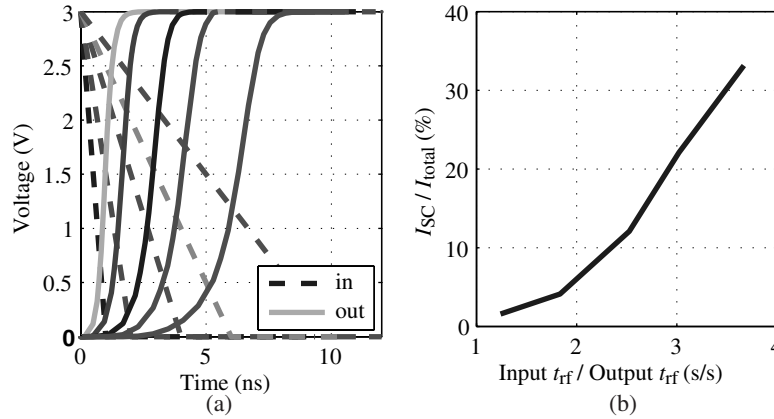 3
2.5
2
1.5
1
0.5
0
Voltage (V)
0
5
10
Time (ns)
in
out
(a)
40
30
20
10
0
I_SC / I_total (%)
1
2
3
4
Input t_rf / Output t_rf (s/s)
(b)